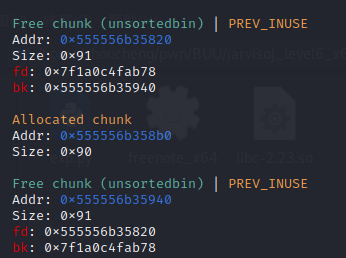 Free chunk (unsortedbin) | PREV_INUSE
Addr: 0x555556b35820
Size: 0x91
fd: 0x7f1a0c4fab78
bk: 0x555556b35940
Allocated chunk
Addr: 0x555556b358b0
Size: 0x90
Free chunk (unsortedbin) | PREV_INUSE
Addr: 0x555556b35940
Size: 0x91
fd: 0x555556b35820
bk: 0x7f1a0c4fab78